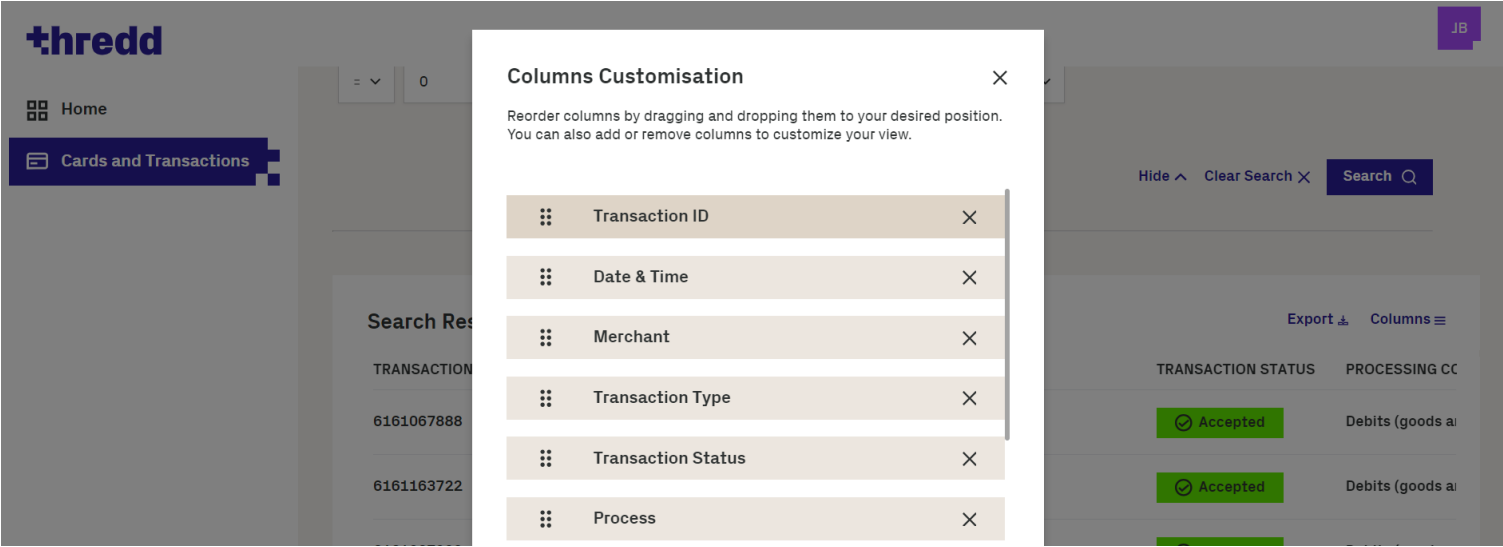 thredd
JB
Home
Cards and Transactions
=
0
Columns Customisation
Reorder columns by dragging and dropping them to your desired position.
You can also add or remove columns to customize your view.
Hide
Clear Search
Search
Transaction ID
Date & Time
Merchant
Transaction Type
Transaction Status
Process
Search Res
Export
Columns
TRANSACTION
TRANSACTION STATUS
PROCESSING CO
6161067888
Accepted
Debits (goods a
6161163722
Accepted
Debits (goods a